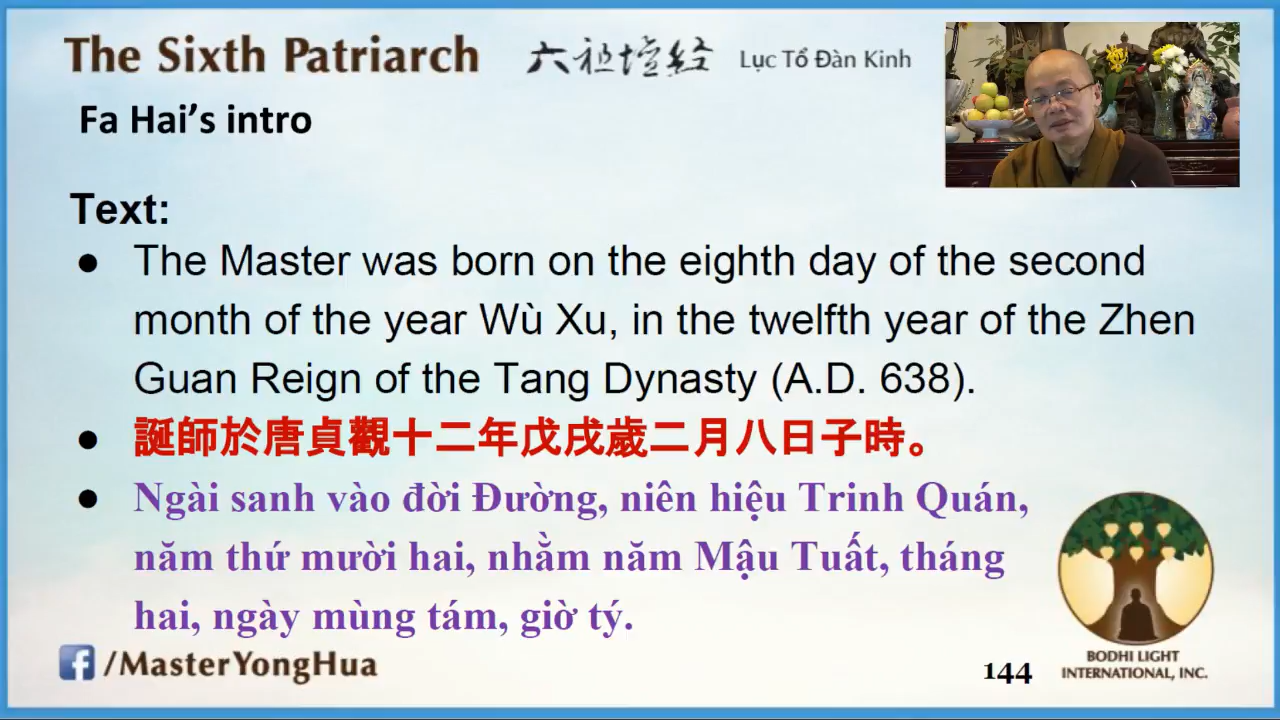 The Sixth Patriarch 六祖壇经 Lục Tổ Đàn Kinh
Fa Hai's intro
Text:
● The Master was born on the eighth day of the second
month of the year Wù Xu, in the twelfth year of the Zhen
Guan Reign of the Tang Dynasty (A.D. 638).
● 誕師於唐貞觀十二年戊戌歲二月八日子時。
● Ngài sanh vào đời Đường, niên hiệu Trinh Quán,
năm thứ mười hai, nhằm năm Mậu Tuất, tháng
hai, ngày mùng tám, giờ tý.
f/MasterYongHua
144
BODHI LIGHT
INTERNATIONAL, INC.